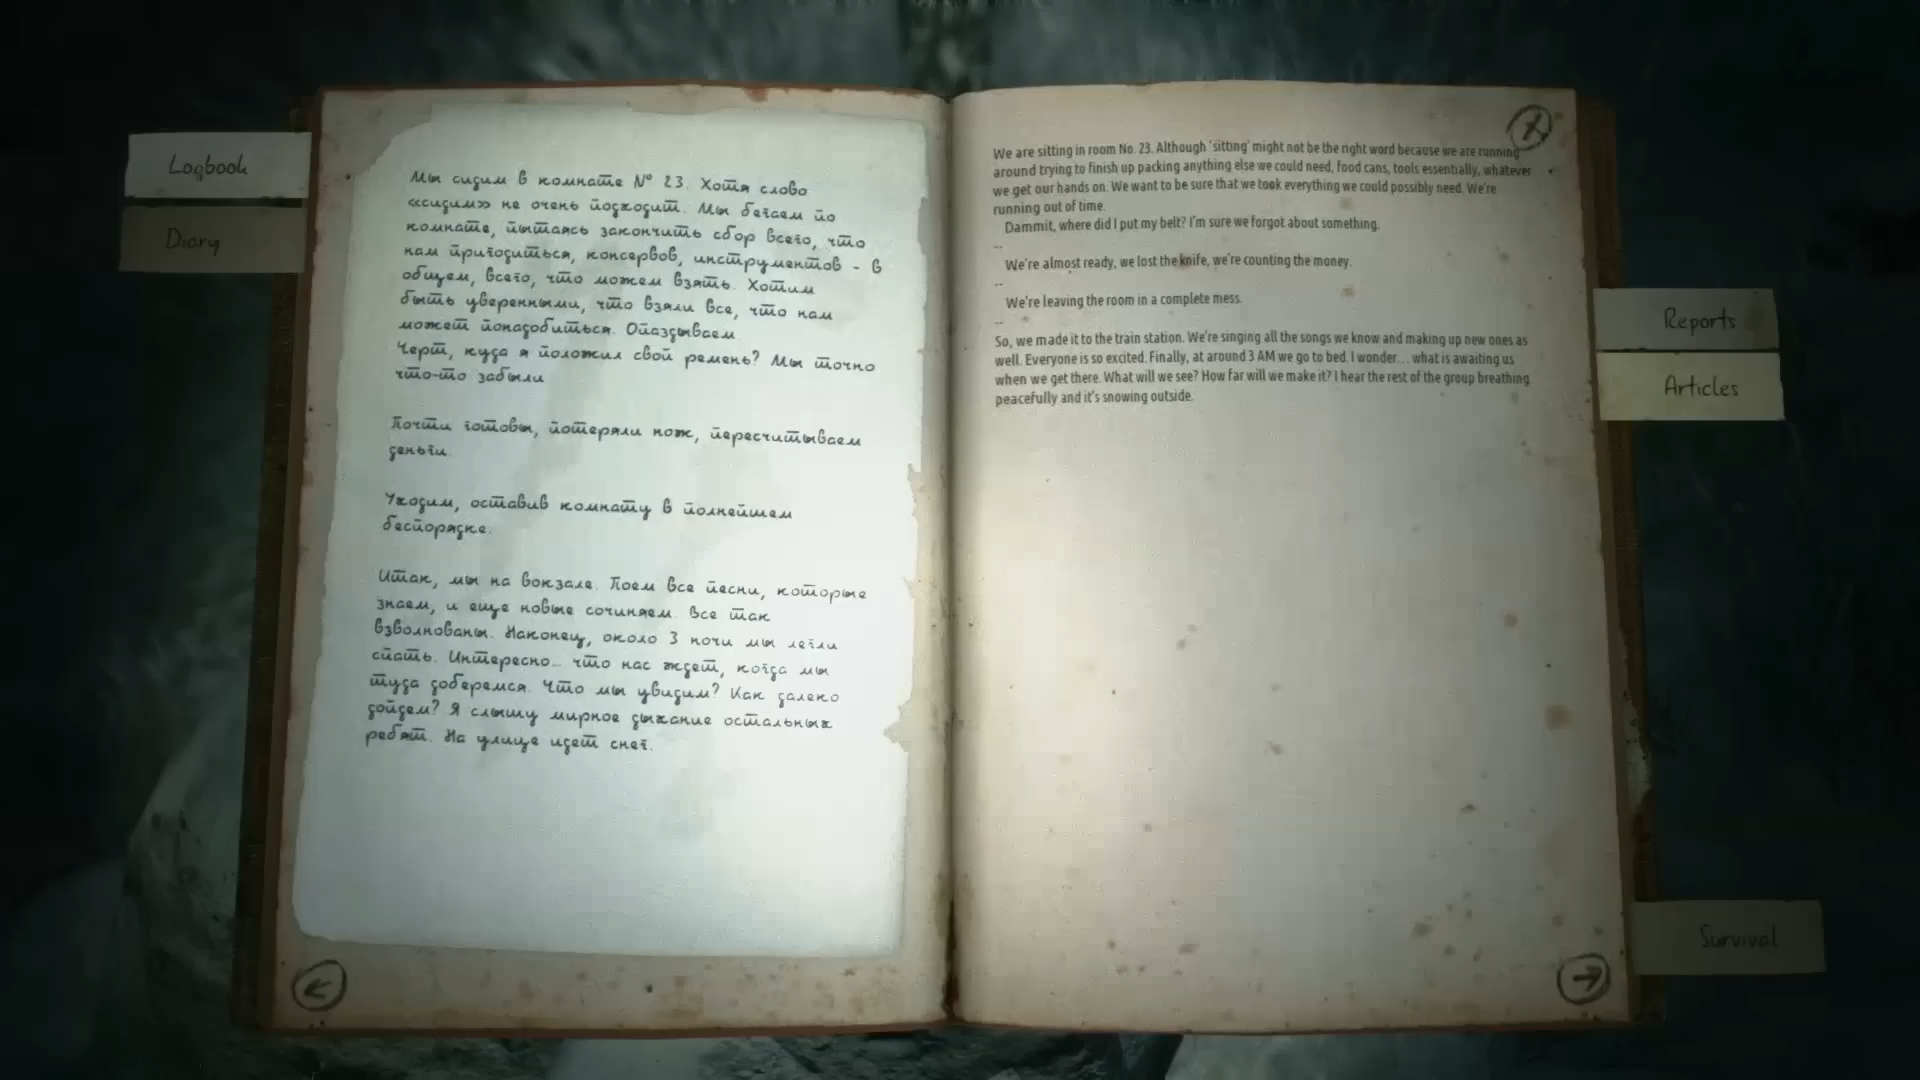 Logbook
Diary
Мы сидим в комнате № 23. Хотя слово
«сидим» не очень подходит. Мы бегаем по
комнате, пытаясь закончить сбор всего, что
нам пригодиться, консервов, инструментов - в
общем, всего, что можем взять. Хотим
быть уверенными, что взяли все, что нам
может понадобиться. Опаздываем.
Черт, куда я положил свой ремень? Мы точно
что-то забыли
Почти готовы, потеряли нож, пересчитываем
деньги.
Уходим, оставив комнату в полнейшем
беспорядке.
Итак, мы на вокзале. Поем все песни, которые
знаем, и еще новые сочиняем. Все так
взволнованы. Наконец, около 3 ночи мы легли
спать. Интересно... что нас ждет, когда мы
туда доберемся. Что мы увидим? Как далеко
дойдем? Я слышу мирное дыхание остальных
ребят. На улице идет снег.
We are sitting in room No. 23. Although 'sitting' might not be the right word because we are running
around trying to finish up packing anything else we could need, food cans, tools essentially, whatever
we get our hands on. We want to be sure that we took everything we could possibly need. We're
running out of time.
Dammit, where did I put my belt? I'm sure we forgot about something.
--
We're almost ready, we lost the knife, we're counting the money.
--
We're leaving the room in a complete mess.
--
So, we made it to the train station. We're singing all the songs we know and making up new ones as
well. Everyone is so excited. Finally, at around 3 AM we go to bed. I wonder... what is awaiting us
when we get there. What will we see? How far will we make it? I hear the rest of the group breathing
peacefully and it's snowing outside.
Reports
Articles
Survival